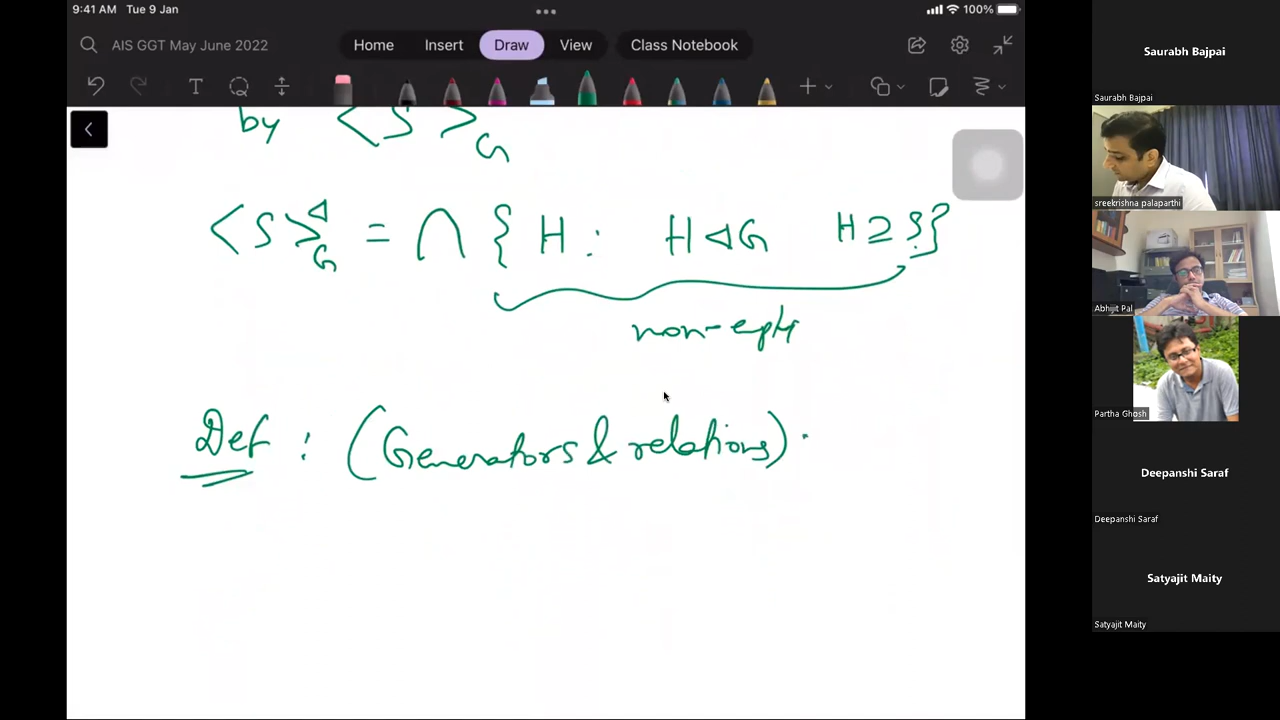 9:41 AM Tue 9 Jan
100%
AIS GGT May June 2022
Home Insert Draw View Class Notebook
by <S>_G
<S>^◁_G = ∩ { H : H ◁ G H ⊇ S }
non-epty
Def : (Generators & relations) .
Saurabh Bajpai
Saurabh Bajpai
sreekrishna palaparthi
Abhijit Pal
Partha Ghosh
Deepanshi Saraf
Deepanshi Saraf
Satyajit Maity
Satyajit Maity